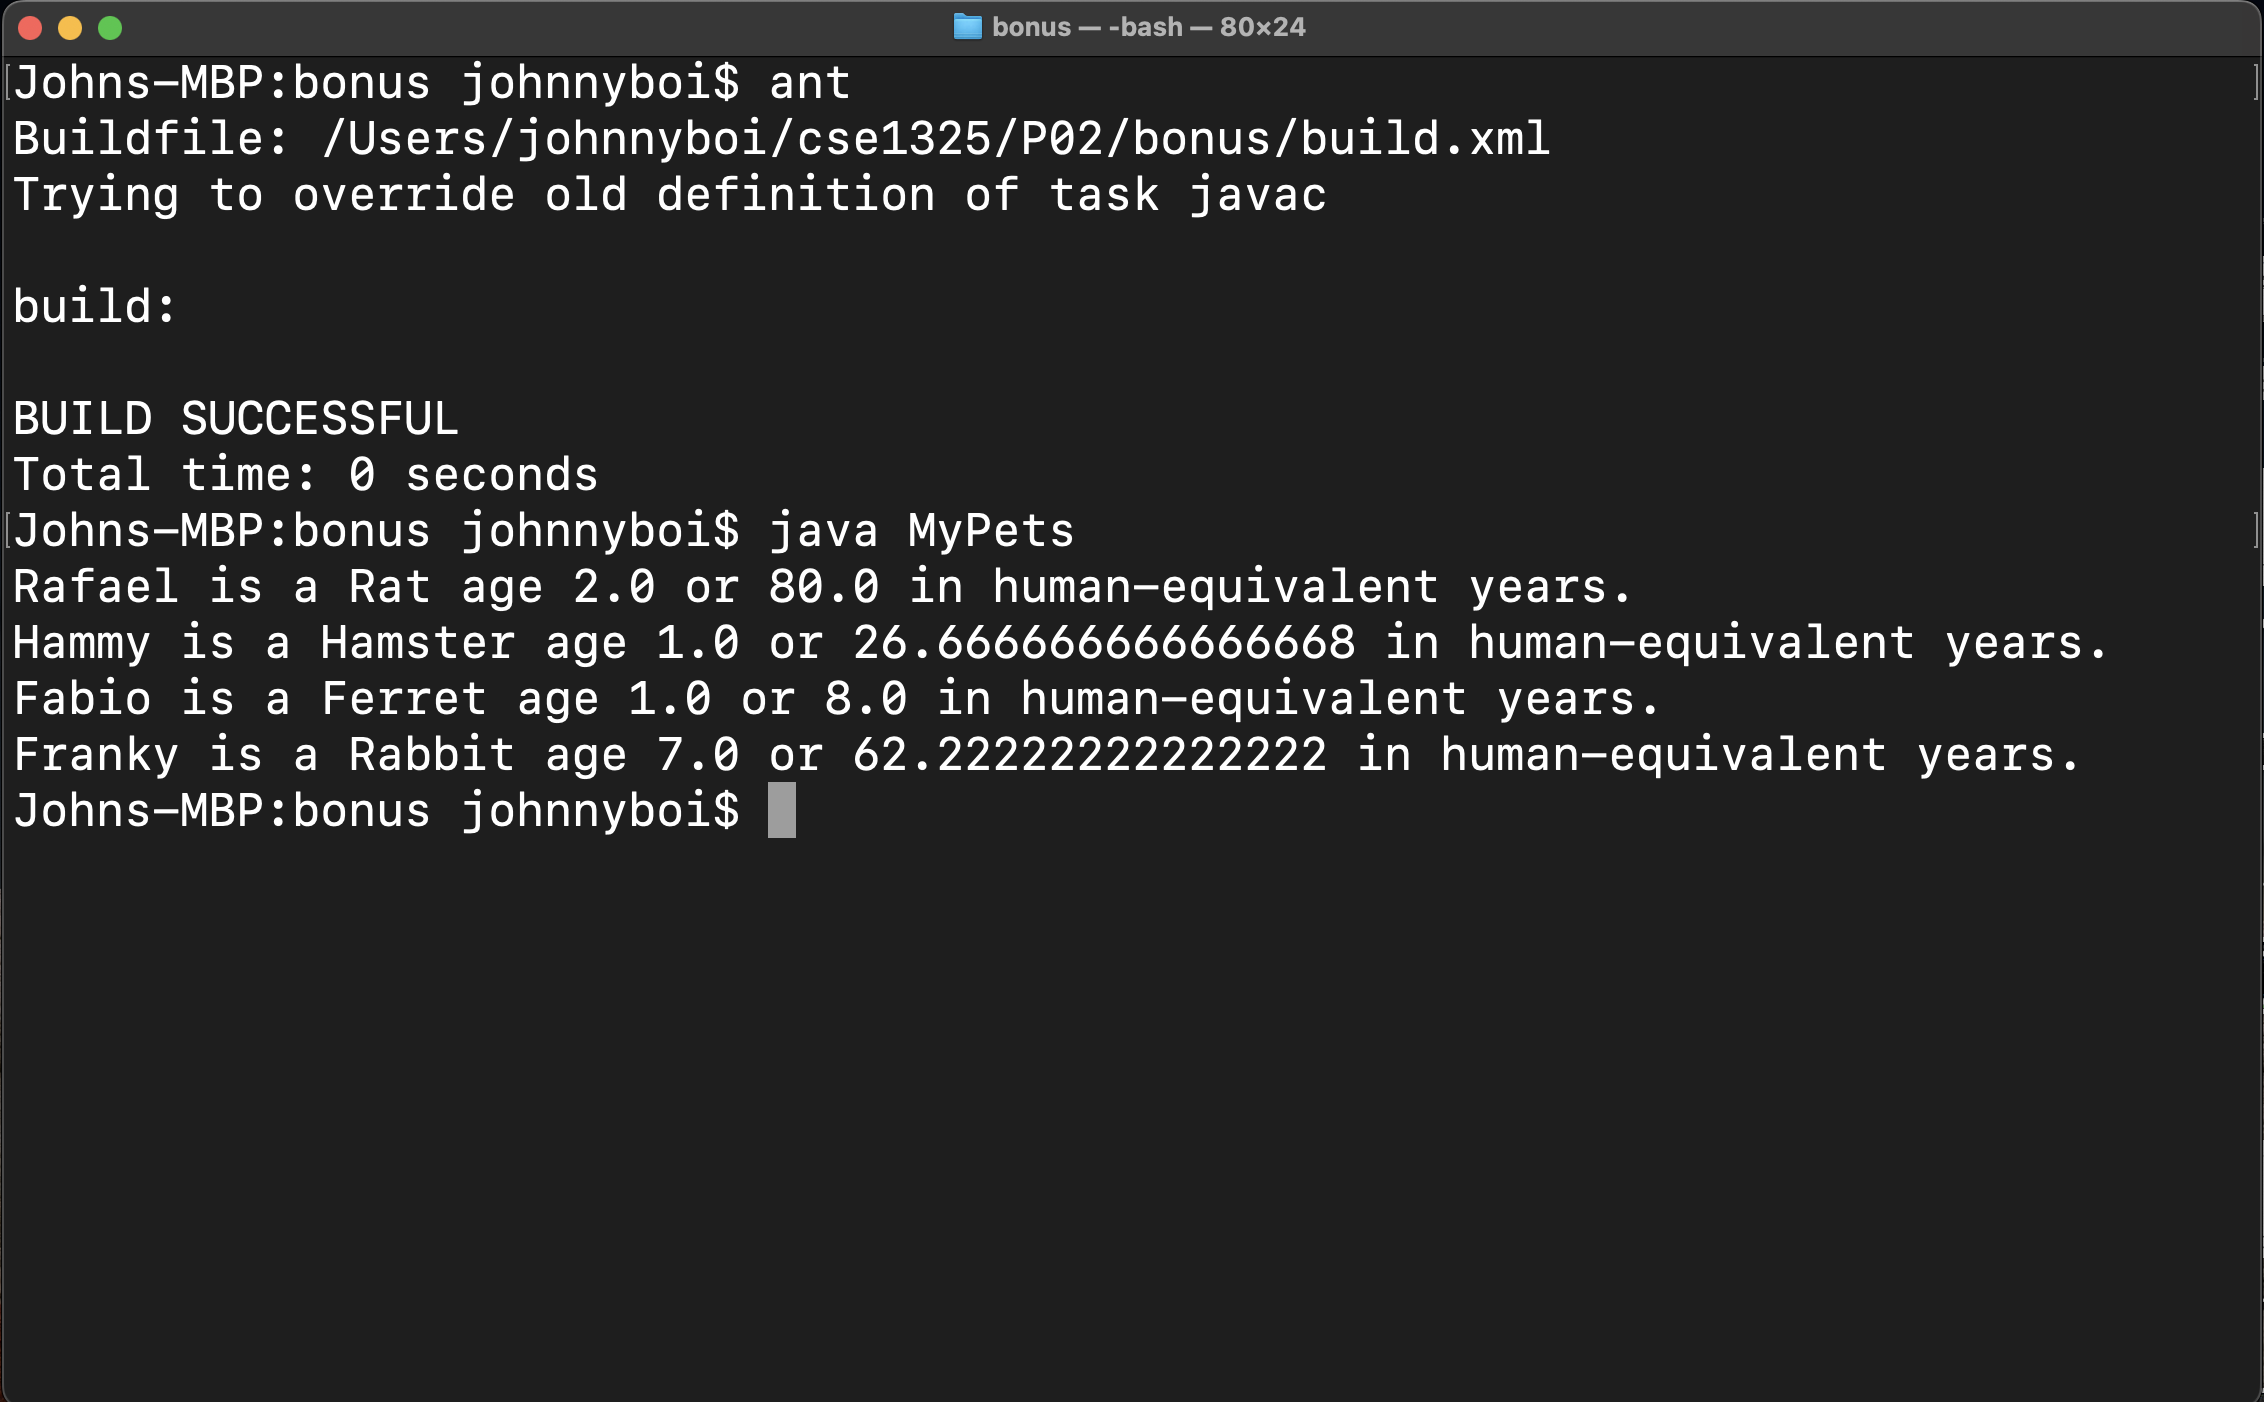 bonus — -bash — 80×24
[Johns-MBP:bonus johnnyboi$ ant ]
Buildfile: /Users/johnnyboi/cse1325/P02/bonus/build.xml
Trying to override old definition of task javac
build:
BUILD SUCCESSFUL
Total time: 0 seconds
[Johns-MBP:bonus johnnyboi$ java MyPets ]
Rafael is a Rat age 2.0 or 80.0 in human-equivalent years.
Hammy is a Hamster age 1.0 or 26.666666666666668 in human-equivalent years.
Fabio is a Ferret age 1.0 or 8.0 in human-equivalent years.
Franky is a Rabbit age 7.0 or 62.22222222222222 in human-equivalent years.
Johns-MBP:bonus johnnyboi$